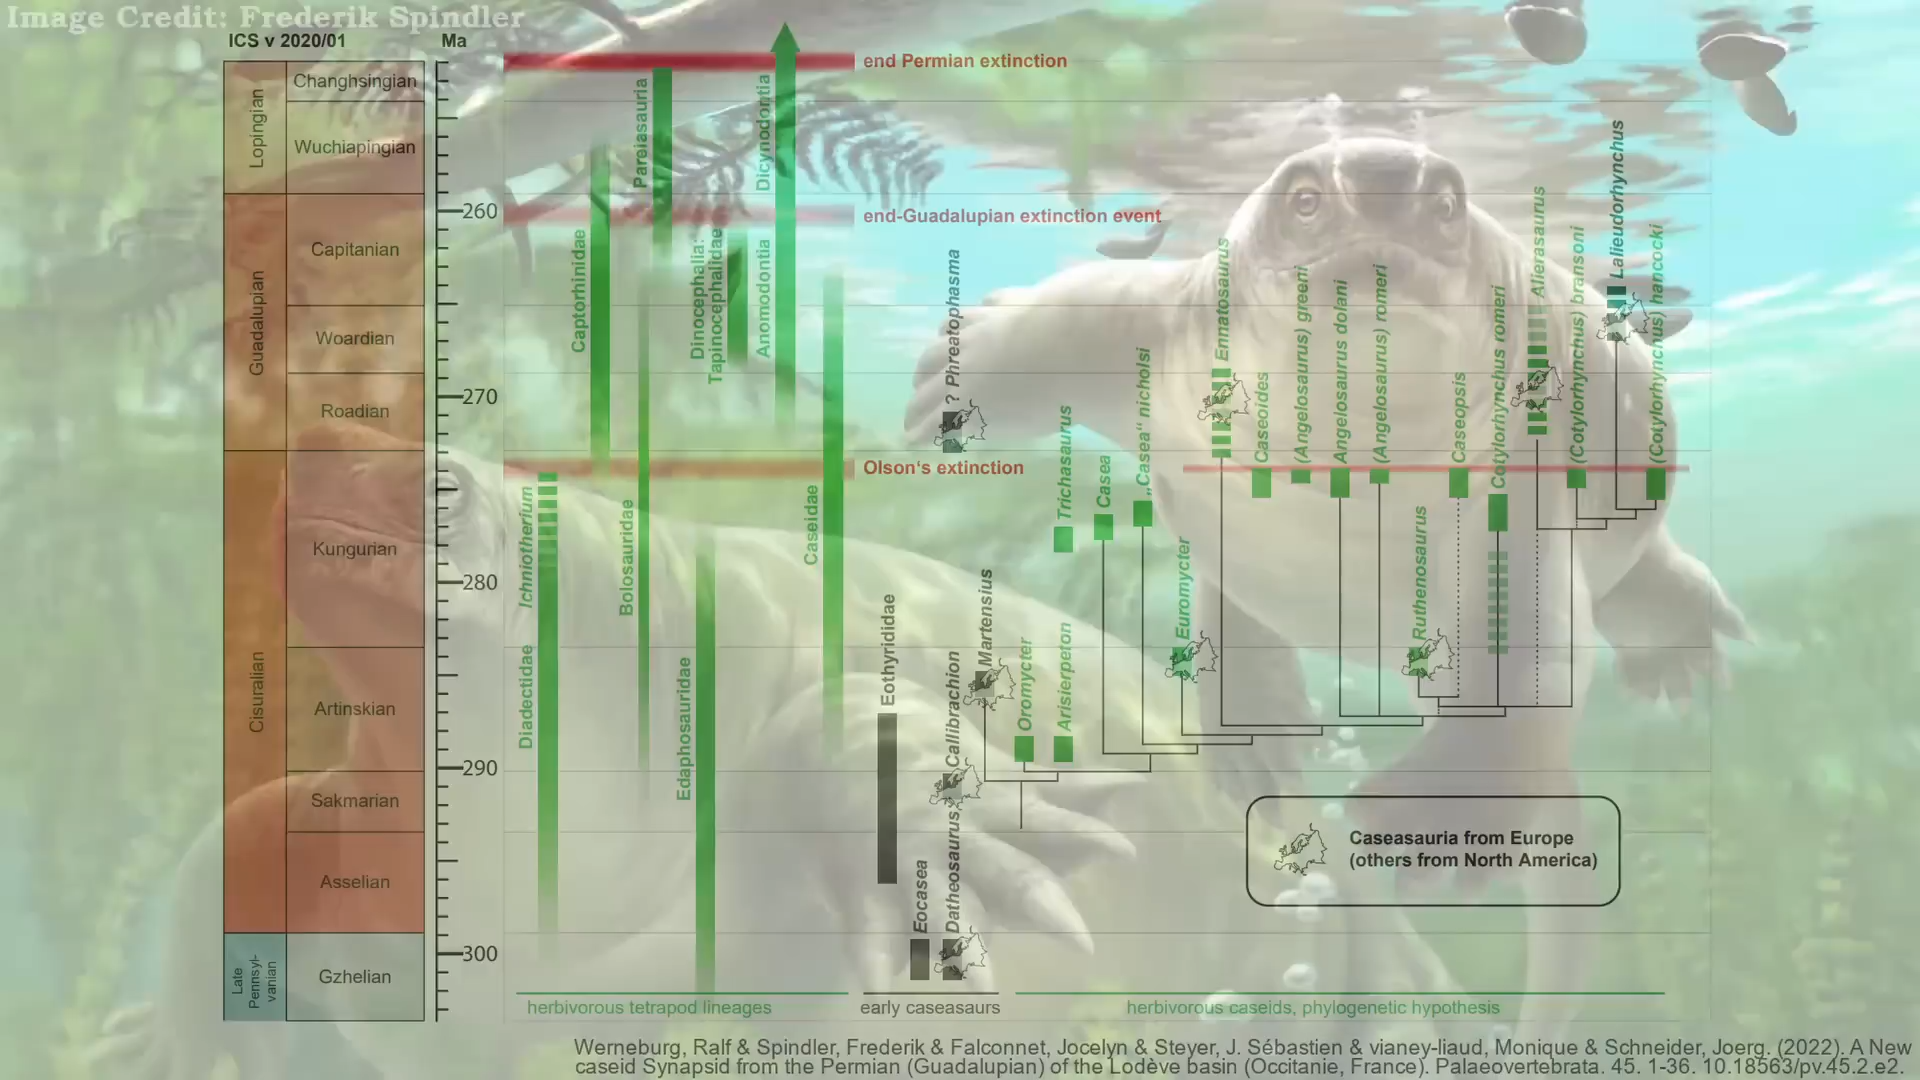 Image Credit: Frederik Spindler
ICS v 2020/01
Ma
Lopingian
Guadalupian
Cisuralian
Late
Pennsyl-
vanian
Changhsingian
Wuchiapingian
Capitanian
Woardian
Roadian
Kungurian
Artinskian
Sakmarian
Asselian
Gzhelian
260
270
280
290
300
end Permian extinction
end-Guadalupian extinction event
Olson's extinction
Ichniotherium
Diadectidae
Captorhinidae
Bolosauridae
Pareiasauria
Edaphosauridae
Dinocephalia:
Tapinocephalidae
Dicynodontia
Anomodontia
Caseidae
Eothyrididae
Eocasea
Datheosaurus
Callibrachion
? Phreatophasma
Martensius
Oromycter
Arisierpeton
Trichasaurus
Casea
„Casea“ nicholsi
Euromycter
Ennatosaurus
Caseoides
(Angelosaurus) greeni
Angelosaurus dolani
(Angelosaurus) romeri
Ruthenosaurus
Caseopsis
Cotylorhynchus romeri
Alierasaurus
(Cotylorhynchus) bransoni
Lalieudorhynchus
(Cotylorhynchus) hancocki
Caseasauria from Europe
(others from North America)
herbivorous tetrapod lineages
early caseasaurs
herbivorous caseids, phylogenetic hypothesis
Werneburg, Ralf & Spindler, Frederik & Falconnet, Jocelyn & Steyer, J. Sébastien & vianey-liaud, Monique & Schneider, Joerg. (2022). A New
caseid Synapsid from the Permian (Guadalupian) of the Lodève basin (Occitanie, France). Palaeovertebrata. 45. 1-36. 10.18563/pv.45.2.e2.